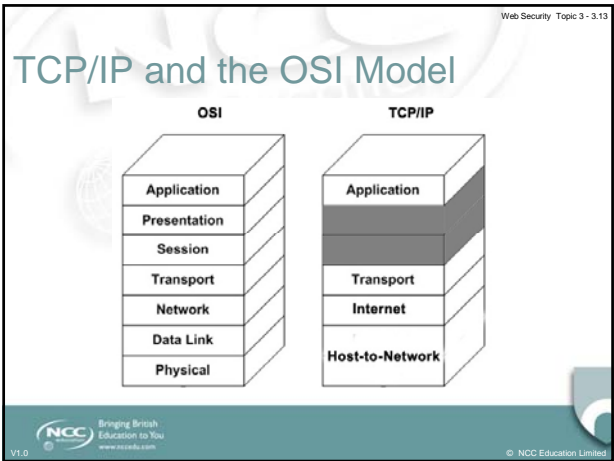 Web Security Topic 3 - 3.13
TCP/IP and the OSI Model
OSI
TCP/IP
Application
Presentation
Session
Transport
Network
Data Link
Physical
Application
Transport
Internet
Host-to-Network
NCC
education
Bringing British
Education to You
www.nccedu.com
V1.0
© NCC Education Limited